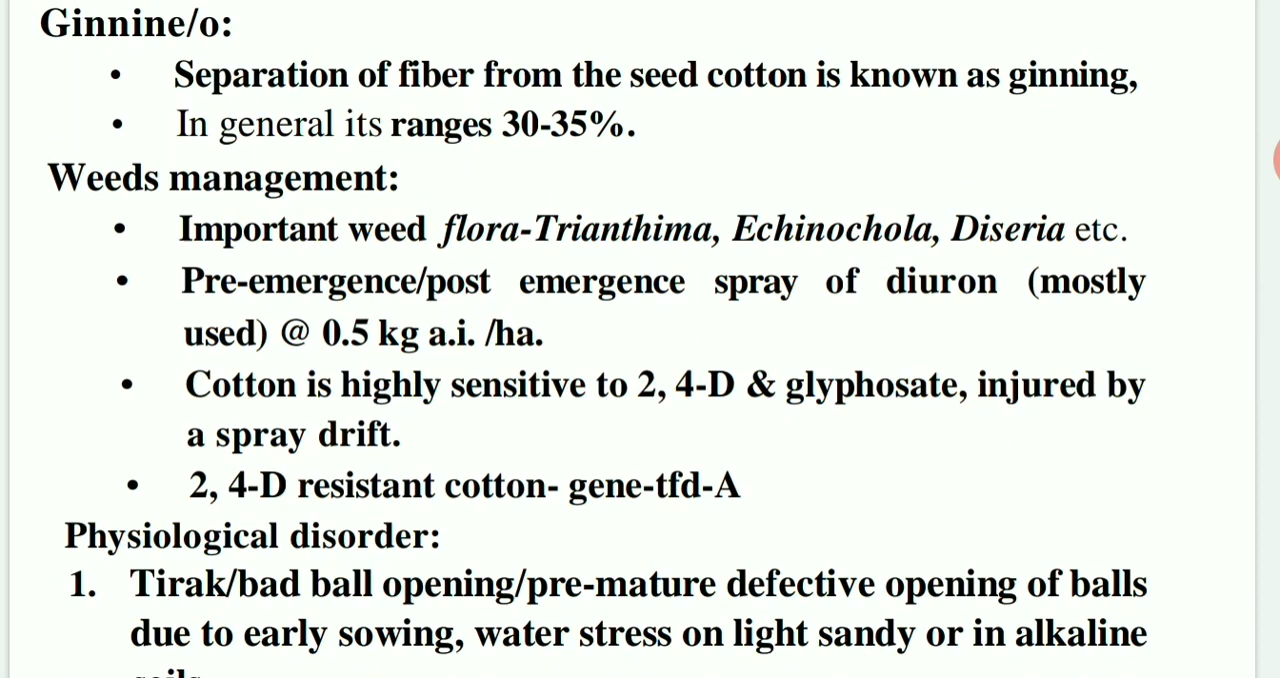 Ginnine/o:
• Separation of fiber from the seed cotton is known as ginning,
• In general its ranges 30-35%.
Weeds management:
• Important weed flora-Trianthima, Echinochola, Diseria etc.
• Pre-emergence/post emergence spray of diuron (mostly
used) @ 0.5 kg a.i. /ha.
• Cotton is highly sensitive to 2, 4-D & glyphosate, injured by
a spray drift.
• 2, 4-D resistant cotton- gene-tfd-A
Physiological disorder:
1. Tirak/bad ball opening/pre-mature defective opening of balls
due to early sowing, water stress on light sandy or in alkaline